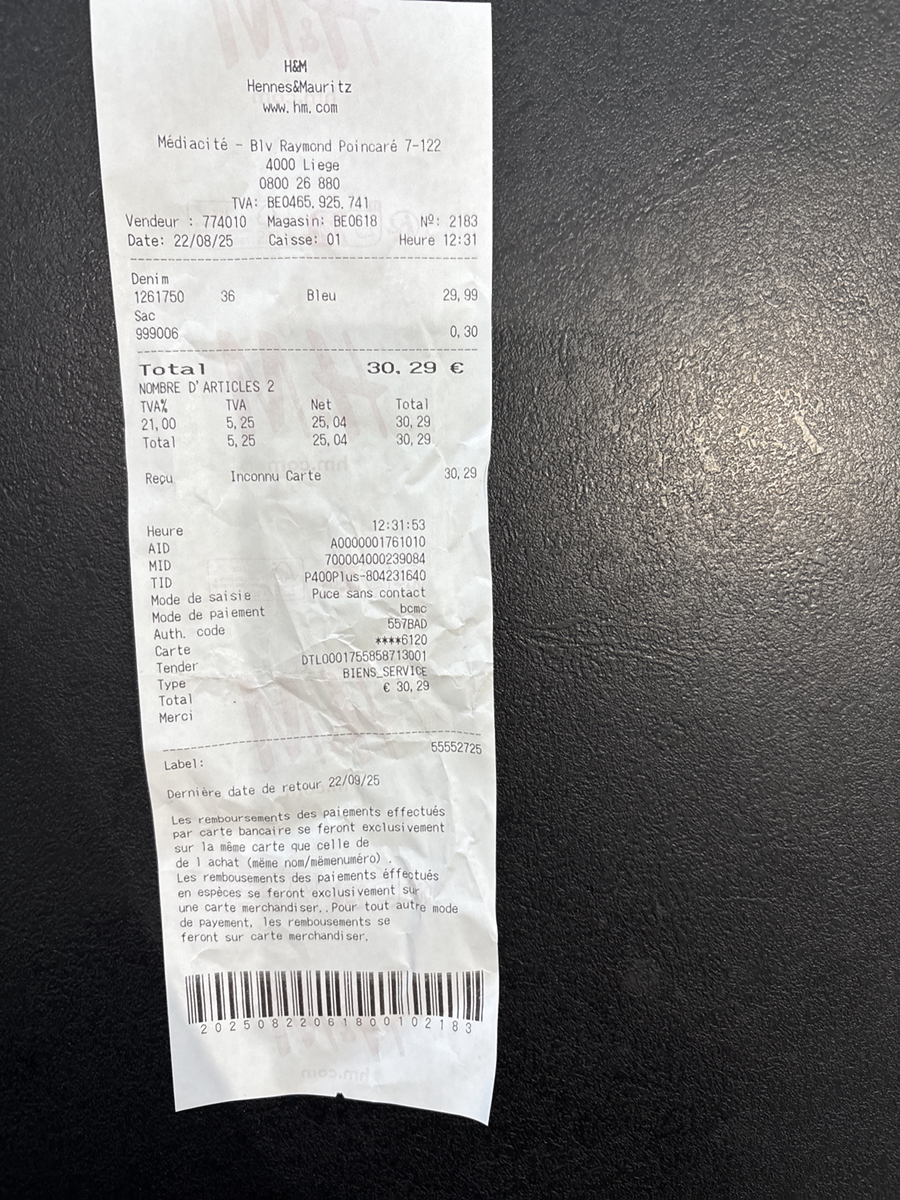 H&M
Hennes&Mauritz
www.hm.com
Médiacité - Blv Raymond Poincaré 7-122
4000 Liege
0800 26 880
TVA: BE0465.925.741
Vendeur : 774010 Magasin: BE0618 Nº: 2183
Date: 22/08/25 Caisse: 01 Heure 12:31
Denim
1261750 36 Bleu 29,99
Sac
999006 0,30
Total 30,29 €
NOMBRE D'ARTICLES 2
TVA% TVA Net Total
21,00 5,25 25,04 30,29
Total 5,25 25,04 30,29
Reçu Inconnu Carte 30,29
Heure 12:31:53
AID A0000001761010
MID 700004000239084
TID P400Plus-804231640
Mode de saisie Puce sans contact
Mode de paiement bcmc
Auth. code 557BAD
Carte ****6120
Tender DTL0001755858713001
Type BIENS_SERVICE
Total € 30,29
Merci
Label: 55552725
Dernière date de retour 22/09/25
Les remboursements des paiements effectués
par carte bancaire se feront exclusivement
sur la même carte que celle de
de l achat (même nom/mêmenuméro) .
Les rembousements des paiements éffectués
en espèces se feront exclusivement sur
une carte merchandiser..Pour tout autre mode
de payement, les rembousements se
feront sur carte merchandiser.
20250822061800102183
hm.com